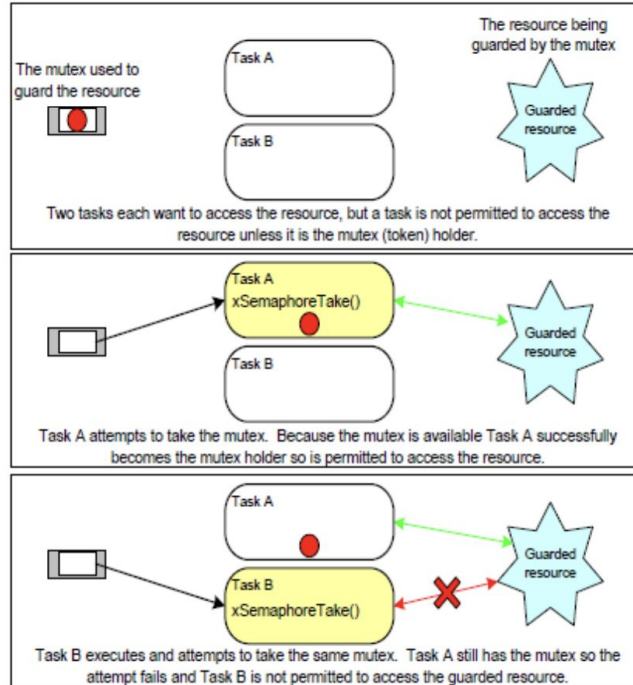 The resource being
guarded by the mutex
The mutex used to
guard the resource
Task A
Guarded
resource
Task B
Two tasks each want to access the resource, but a task is not permitted to access the
resource unless it is the mutex (token) holder.
Task A
xSemaphoreTake()
Guarded
resource
Task B
Task A attempts to take the mutex. Because the mutex is available Task A successfully
becomes the mutex holder so is permitted to access the resource.
Task A
Guarded
resource
Task B
xSemaphoreTake()
Task B executes and attempts to take the same mutex. Task A still has the mutex so the
attempt fails and Task B is not permitted to access the guarded resource.